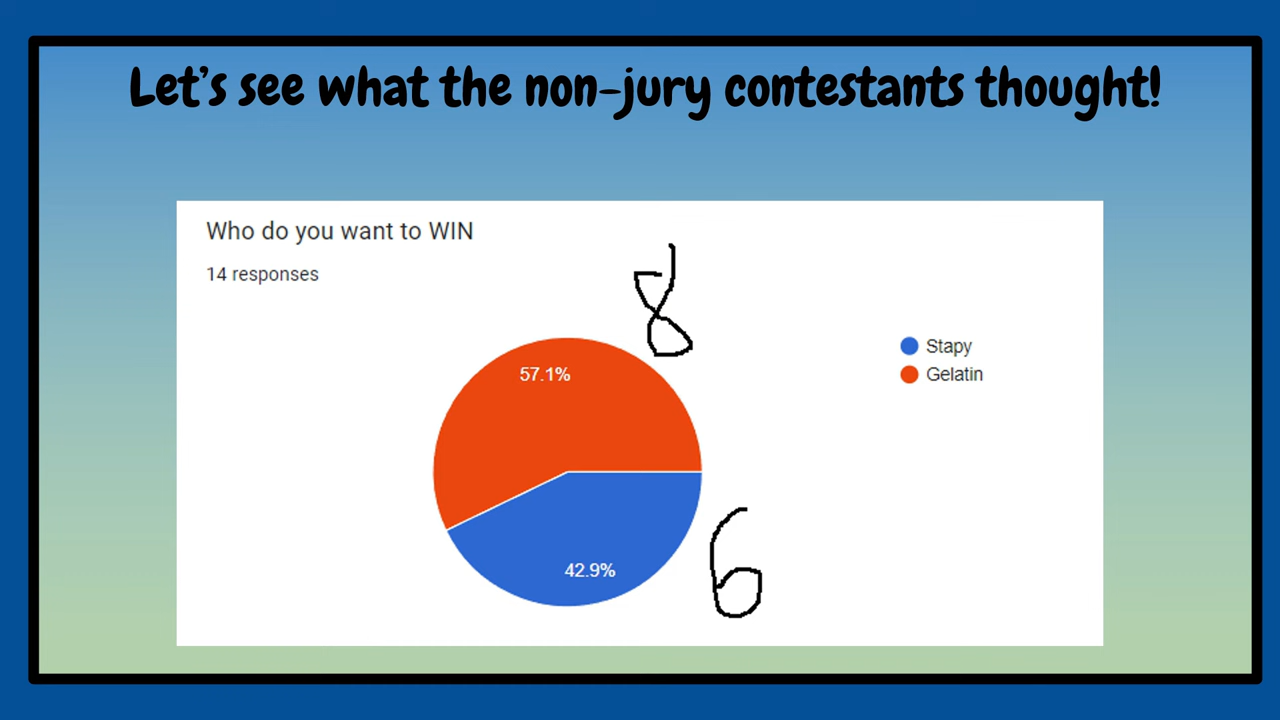 Let's see what the non-jury contestants thought!
Who do you want to WIN
14 responses
8
Stapy
Gelatin
57.1%
42.9%
6